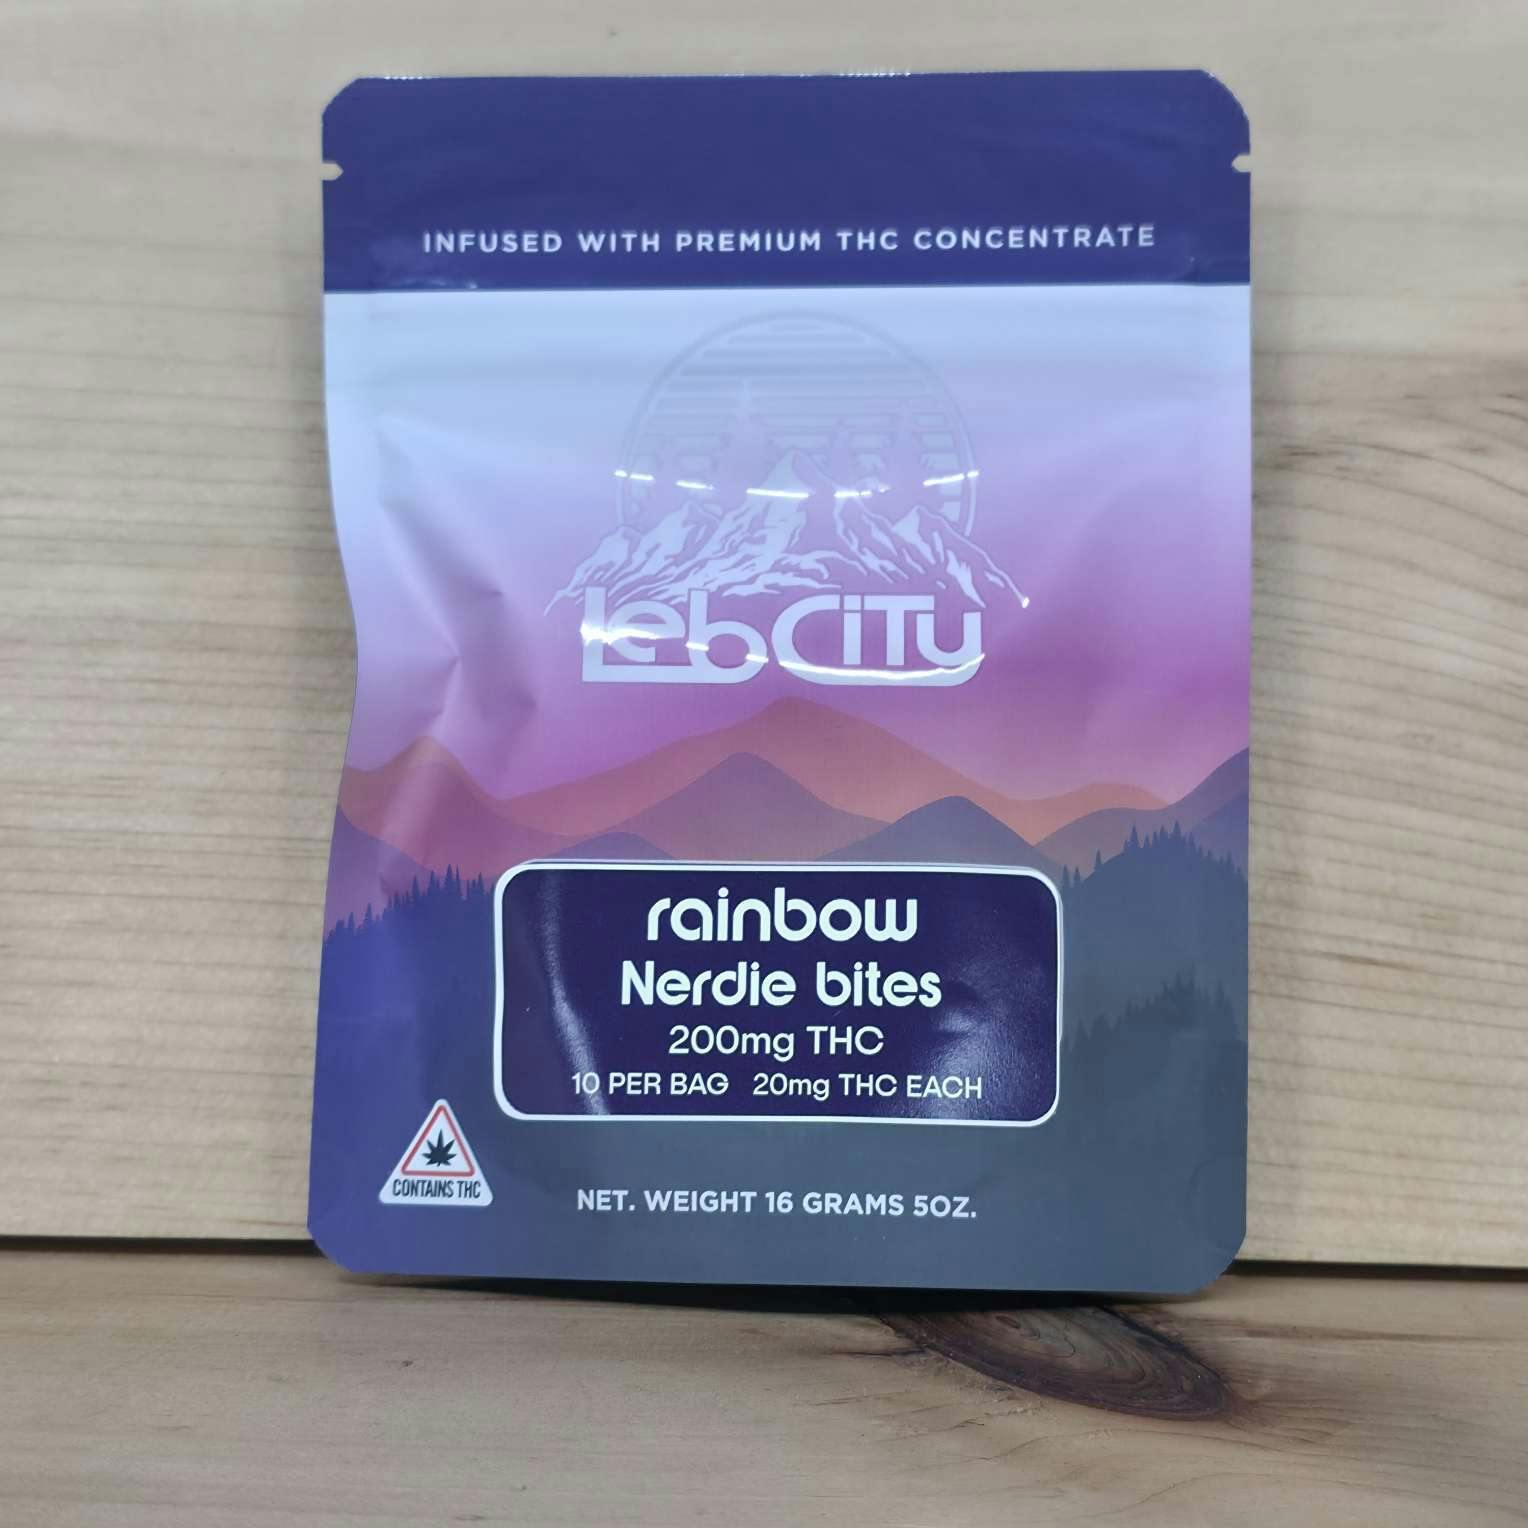 INFUSED WITH PREMIUM THC CONCENTRATE
LebCiTy
rainbow
Nerdie bites
200mg THC
10 PER BAG 20mg THC EACH
CONTAINS THC
NET. WEIGHT 16 GRAMS 5OZ.